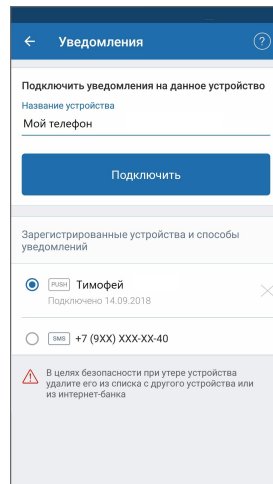 Уведомления
?
Подключить уведомления на данное устройство
Название устройства
Мой телефон
Подключить
Зарегистрированные устройства и способы
уведомлений
PUSH Тимофей
Подключено 14.09.2018
SMS +7 (9XX) XXX-XX-40
В целях безопасности при утере устройства
удалите его из списка с другого устройства или
из интернет-банка